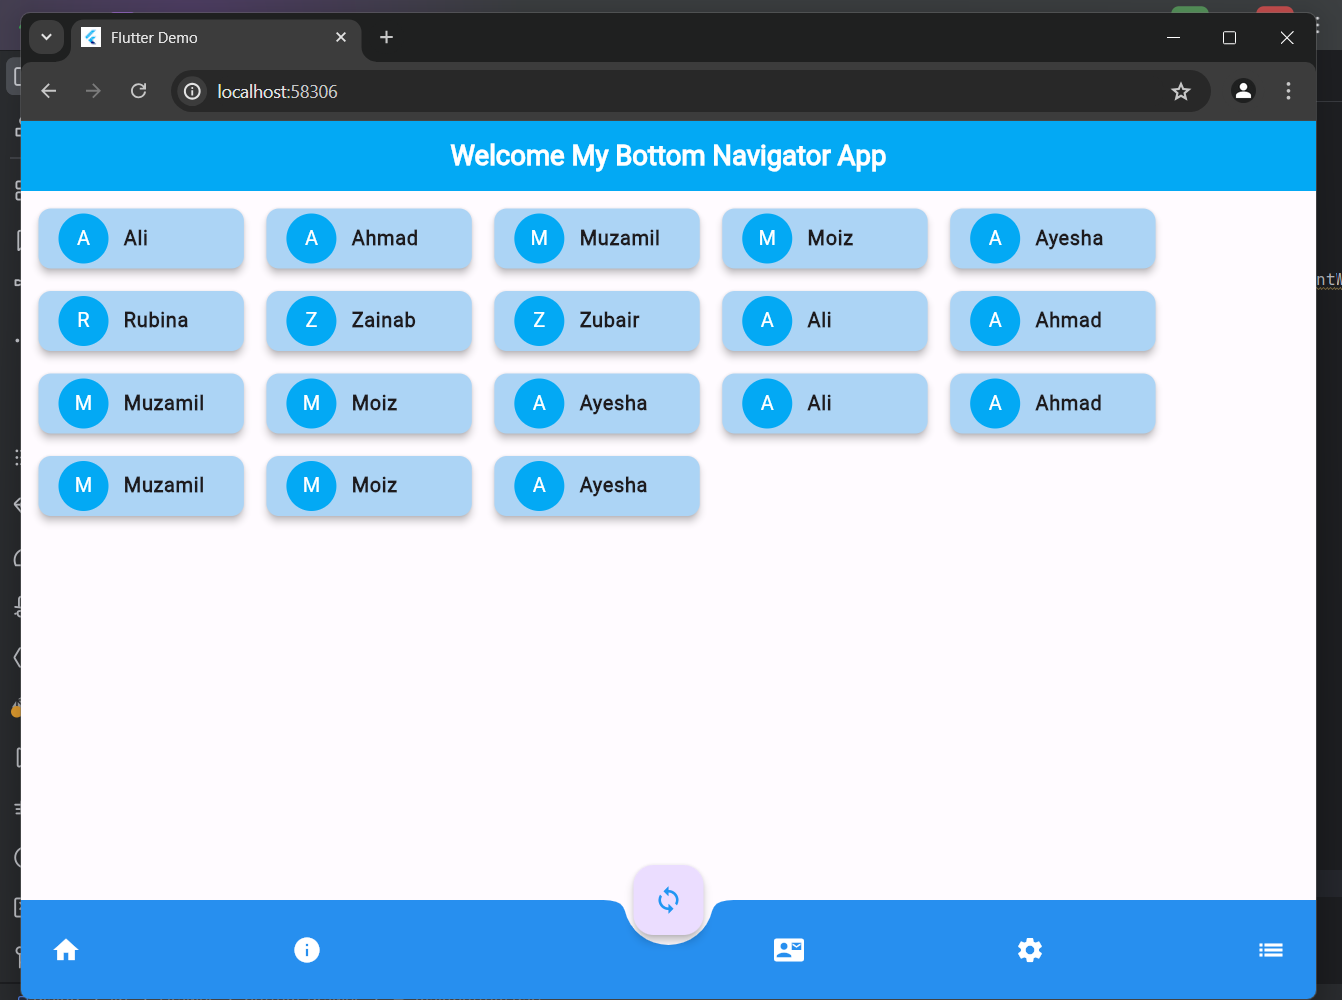 Flutter Demo
localhost:58306
Welcome My Bottom Navigator App
A Ali A Ahmad M Muzamil M Moiz A Ayesha
ntW
R Rubina Z Zainab Z Zubair A Ali A Ahmad
M Muzamil M Moiz A Ayesha A Ali A Ahmad
M Muzamil M Moiz A Ayesha